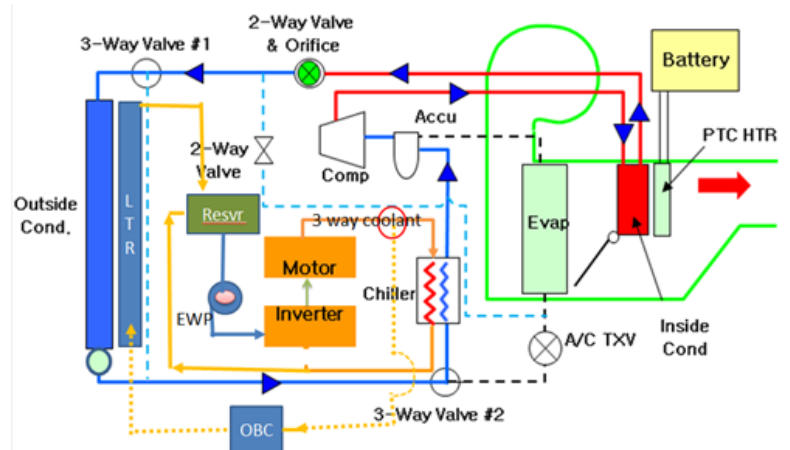 2-Way Valve
& Orifice
3-Way Valve #1
Battery
Accu
PTC HTR
2-Way
Valve
Comp
L
T
R
Outside
Cond.
Resvr
3 way coolant
Evap
Motor
Chiller
EWP
Inverter
A/C TXV
Inside
Cond
3-Way Valve #2
OBC